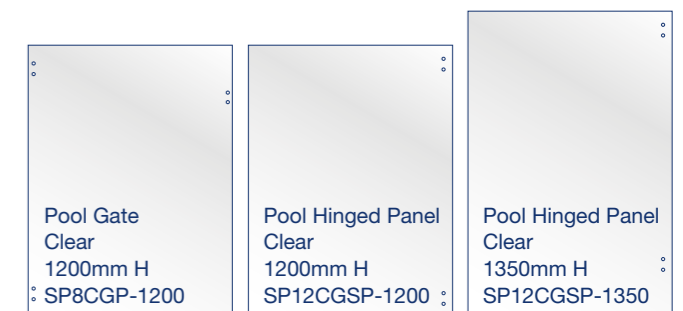 Pool Gate
Clear
1200mm H
SP8CGP-1200
Pool Hinged Panel
Clear
1200mm H
SP12CGSP-1200
Pool Hinged Panel
Clear
1350mm H
SP12CGSP-1350